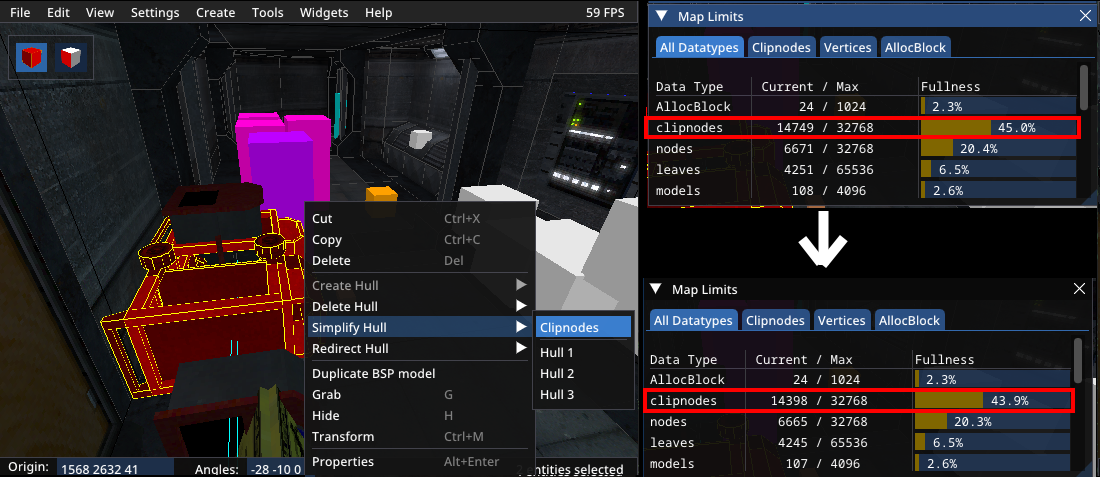 File Edit View Settings Create Tools Widgets Help 59 FPS
Cut Ctrl+X
Copy Ctrl+C
Delete Del
Create Hull
Delete Hull
Simplify Hull
Redirect Hull
Duplicate BSP model
Grab G
Hide H
Transform Ctrl+M
Properties Alt+Enter
Clipnodes
Hull 1
Hull 2
Hull 3
Origin: 1568 2632 41 Angles: -28 -10 0 entities selected
Map Limits
All Datatypes Clipnodes Vertices AllocBlock
Data Type Current / Max Fullness
AllocBlock 24 / 1024 2.3%
clipnodes 14749 / 32768 45.0%
nodes 6671 / 32768 20.4%
leaves 4251 / 65536 6.5%
models 108 / 4096 2.6%
Map Limits
All Datatypes Clipnodes Vertices AllocBlock
Data Type Current / Max Fullness
AllocBlock 24 / 1024 2.3%
clipnodes 14398 / 32768 43.9%
nodes 6665 / 32768 20.3%
leaves 4245 / 65536 6.5%
models 107 / 4096 2.6%